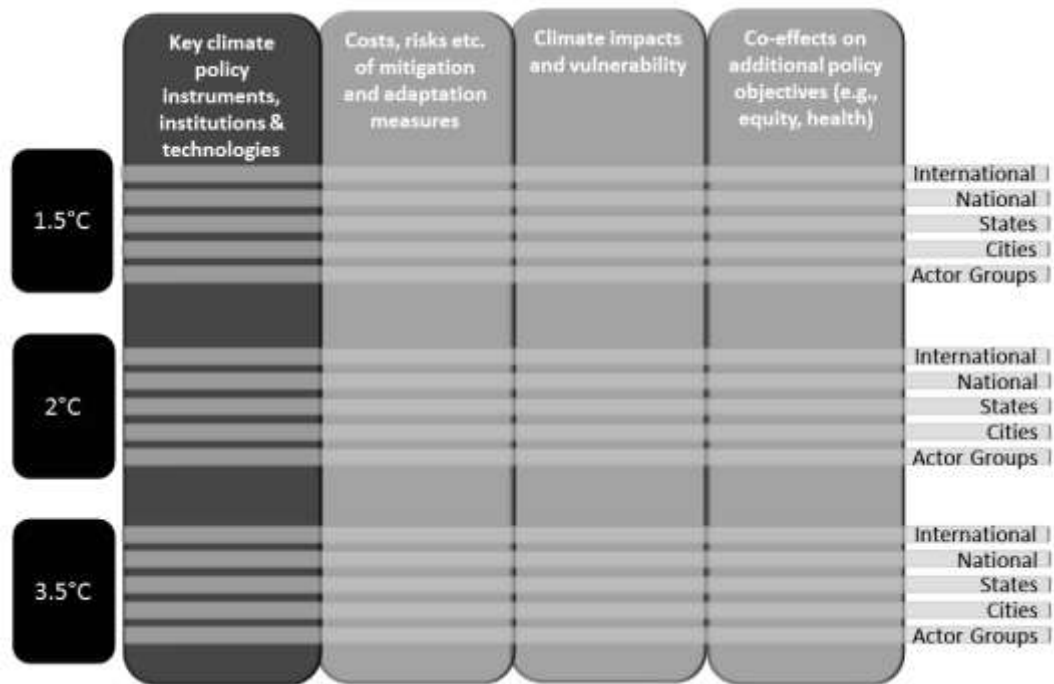 Key climate
policy
instruments,
institutions &
technologies
Costs, risks etc.
of mitigation
and adaptation
measures
Climate impacts
and vulnerability
Co-effects on
additional policy
objectives (e.g.,
equity, health)
1.5°C
International
National
States
Cities
Actor Groups
2°C
International
National
States
Cities
Actor Groups
3.5°C
International
National
States
Cities
Actor Groups